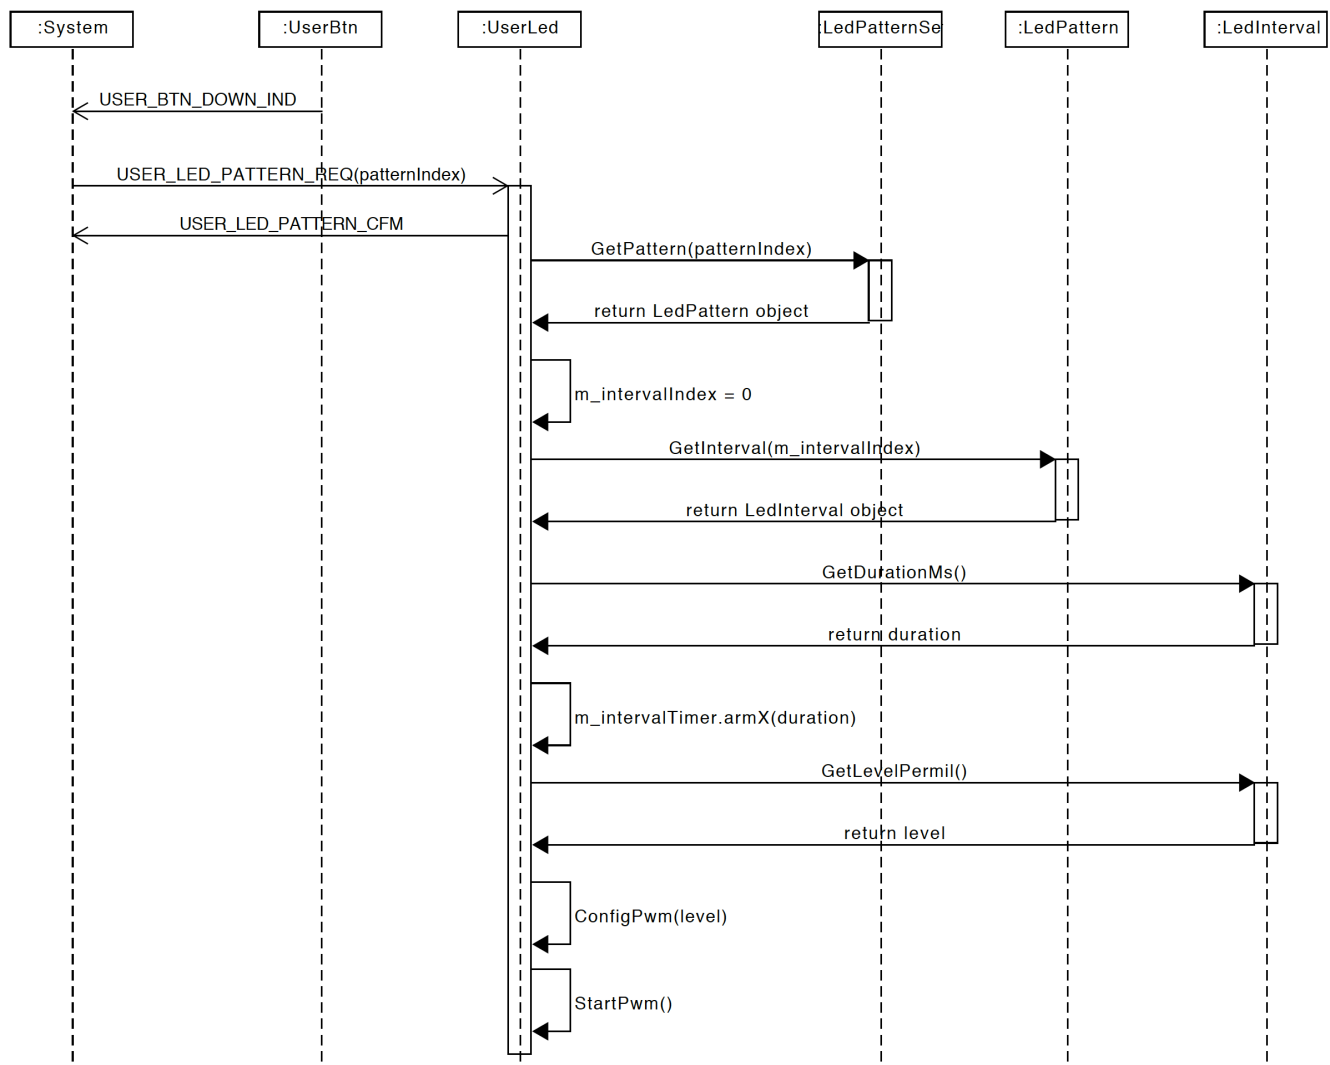 :System
:UserBtn
:UserLed
:LedPatternSe
:LedPattern
:LedInterval
USER_BTN_DOWN_IND
USER_LED_PATTERN_REQ(patternIndex)
USER_LED_PATTERN_CFM
GetPattern(patternIndex)
return LedPattern object
m_intervalIndex = 0
GetInterval(m_intervalIndex)
return LedInterval object
GetDurationMs()
return duration
m_intervalTimer.armX(duration)
GetLevelPermil()
return level
ConfigPwm(level)
StartPwm()